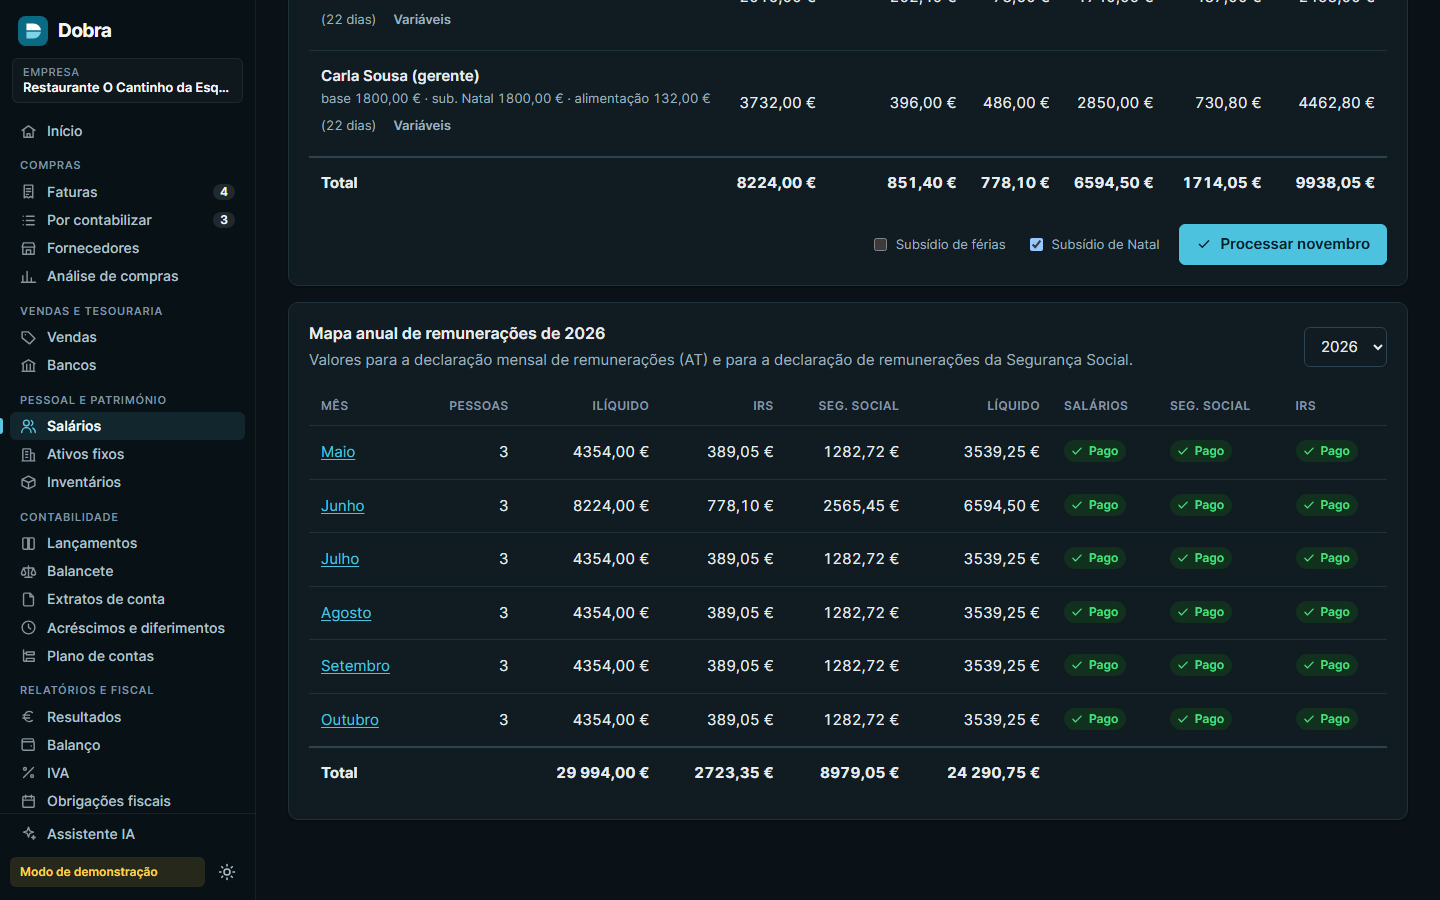 Dobra
EMPRESA
Restaurante O Cantinho da Esq...
Início
COMPRAS
Faturas 4
Por contabilizar 3
Fornecedores
Análise de compras
VENDAS E TESOURARIA
Vendas
Bancos
PESSOAL E PATRIMÓNIO
Salários
Ativos fixos
Inventários
CONTABILIDADE
Lançamentos
Balancete
Extratos de conta
Acréscimos e diferimentos
Plano de contas
RELATÓRIOS E FISCAL
Resultados
Balanço
IVA
Obrigações fiscais
Assistente IA
Modo de demonstração
(22 dias) Variáveis
Carla Sousa (gerente)
base 1800,00 € · sub. Natal 1800,00 € · alimentação 132,00 €
(22 dias) Variáveis
3732,00 € 396,00 € 486,00 € 2850,00 € 730,80 € 4462,80 €
Total 8224,00 € 851,40 € 778,10 € 6594,50 € 1714,05 € 9938,05 €
Subsídio de férias Subsídio de Natal Processar novembro
Mapa anual de remunerações de 2026
Valores para a declaração mensal de remunerações (AT) e para a declaração de remunerações da Segurança Social.
2026
MÊS PESSOAS ILÍQUIDO IRS SEG. SOCIAL LÍQUIDO SALÁRIOS SEG. SOCIAL IRS
Maio 3 4354,00 € 389,05 € 1282,72 € 3539,25 € Pago Pago Pago
Junho 3 8224,00 € 778,10 € 2565,45 € 6594,50 € Pago Pago Pago
Julho 3 4354,00 € 389,05 € 1282,72 € 3539,25 € Pago Pago Pago
Agosto 3 4354,00 € 389,05 € 1282,72 € 3539,25 € Pago Pago Pago
Setembro 3 4354,00 € 389,05 € 1282,72 € 3539,25 € Pago Pago Pago
Outubro 3 4354,00 € 389,05 € 1282,72 € 3539,25 € Pago Pago Pago
Total 29 994,00 € 2723,35 € 8979,05 € 24 290,75 €